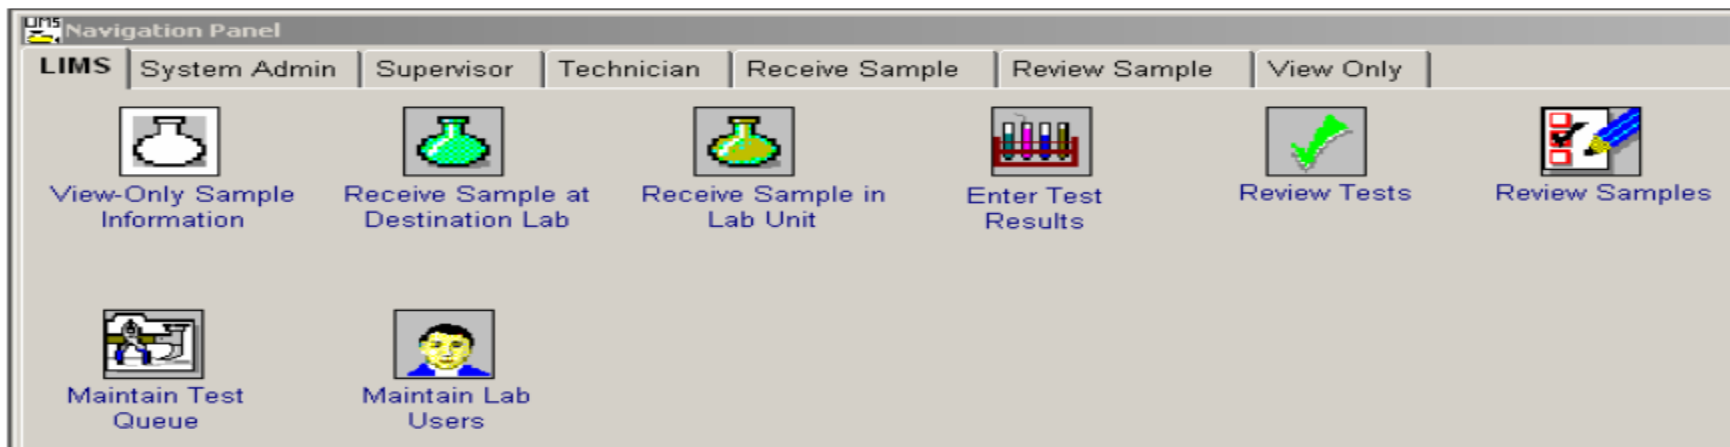 LIMS
Navigation Panel
LIMS System Admin Supervisor Technician Receive Sample Review Sample View Only
View-Only Sample
Information
Receive Sample at
Destination Lab
Receive Sample in
Lab Unit
Enter Test
Results
Review Tests
Review Samples
Maintain Test
Queue
Maintain Lab
Users